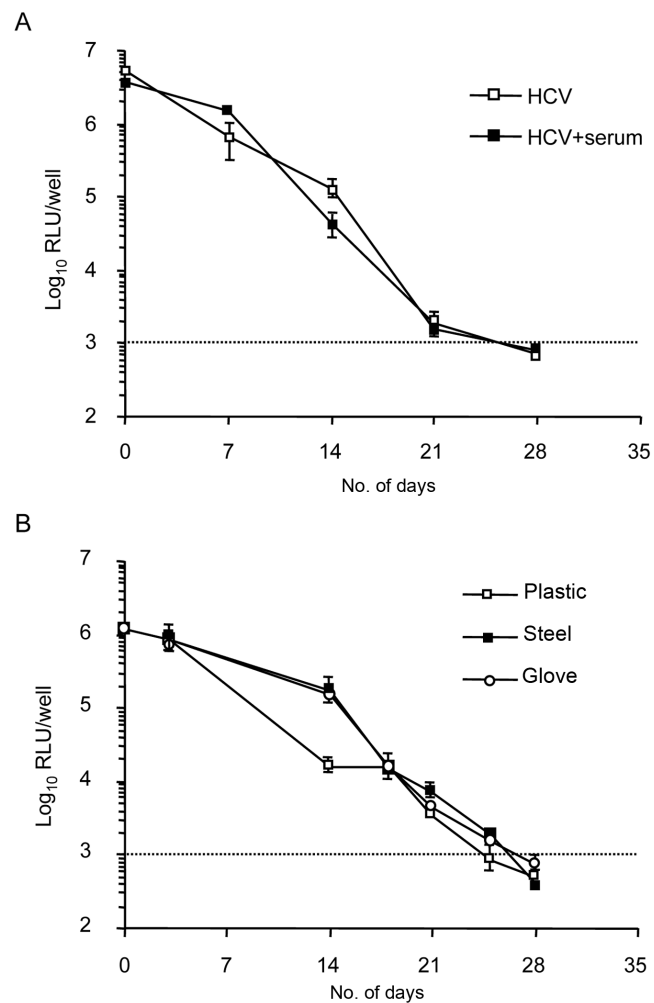 A
7
6
5
4
3
2
Log10 RLU/well
HCV
HCV+serum
0 7 14 21 28 35
No. of days
B
7
6
5
4
3
2
Log10 RLU/well
Plastic
Steel
Glove
0 7 14 21 28 35
No. of days